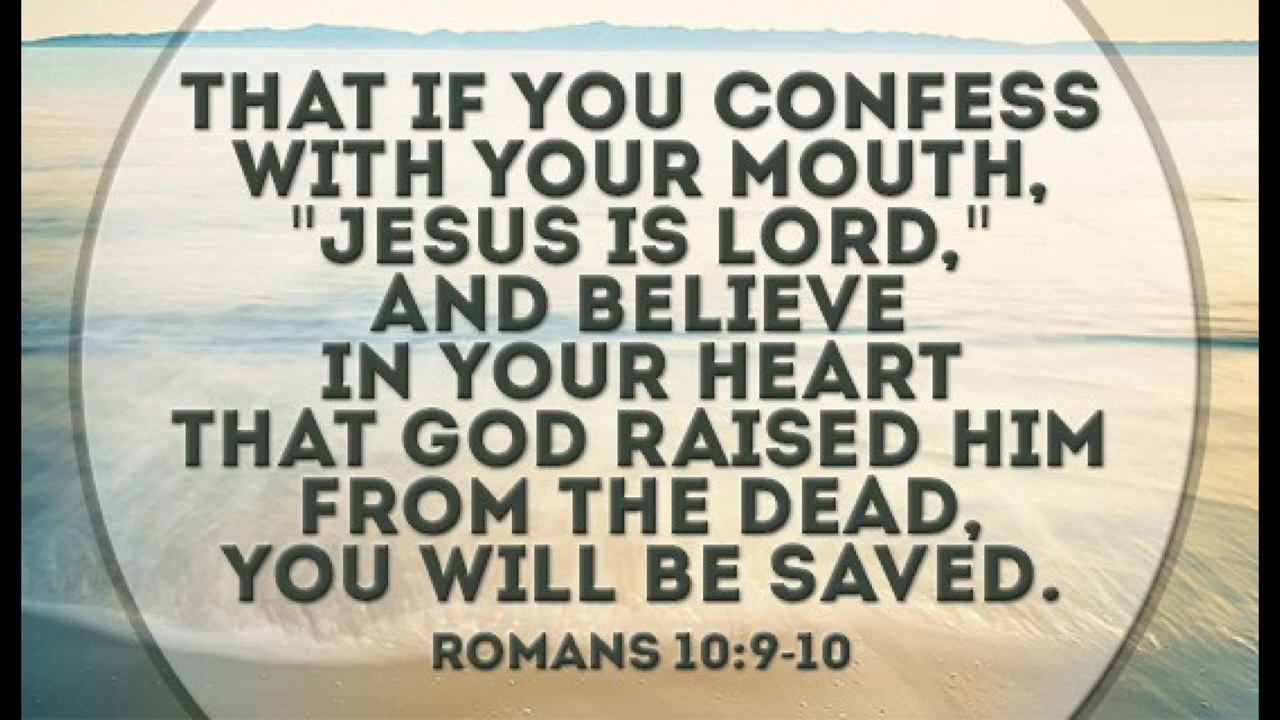 THAT IF YOU CONFESS
WITH YOUR MOUTH,
"JESUS IS LORD,"
AND BELIEVE
IN YOUR HEART
THAT GOD RAISED HIM
FROM THE DEAD,
YOU WILL BE SAVED.
ROMANS 10:9-10